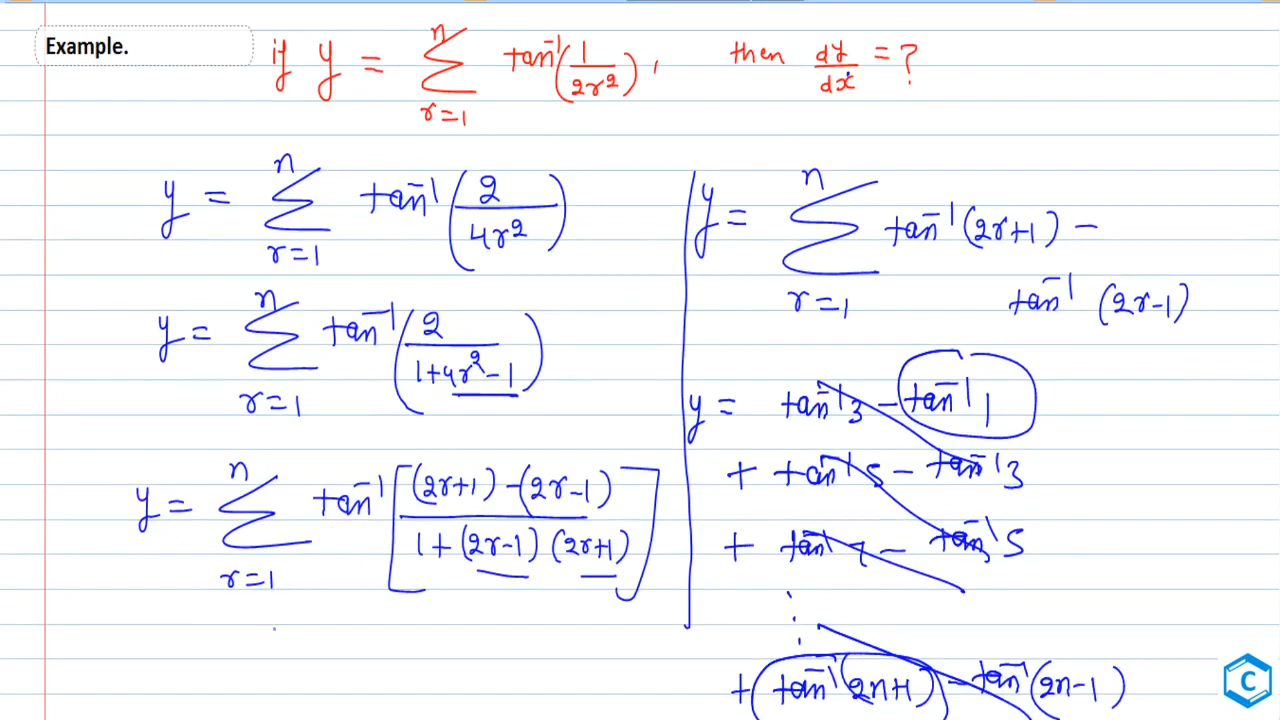 Example.
if y = Σ_{r=1}^{n} tan⁻¹(1/2r²), then dy/dx = ?
y = Σ_{r=1}^{n} tan⁻¹(2/4r²)
y = Σ_{r=1}^{n} tan⁻¹(2/1+4r²-1)
y = Σ_{r=1}^{n} tan⁻¹[(2r+1)-(2r-1)/1+(2r-1)(2r+1)]
y = Σ_{r=1}^{n} tan⁻¹(2r+1) -
tan⁻¹(2r-1)
y = tan⁻¹3 - tan⁻¹1
+ tan⁻¹5 - tan⁻¹3
+ tan⁻¹7 - tan⁻¹5
⋮
+ tan⁻¹(2n+1) - tan⁻¹(2n-1)
C